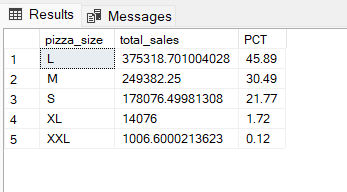 Results Messages
pizza_size total_sales PCT
1 L 375318.701004028 45.89
2 M 249382.25 30.49
3 S 178076.49981308 21.77
4 XL 14076 1.72
5 XXL 1006.6000213623 0.12